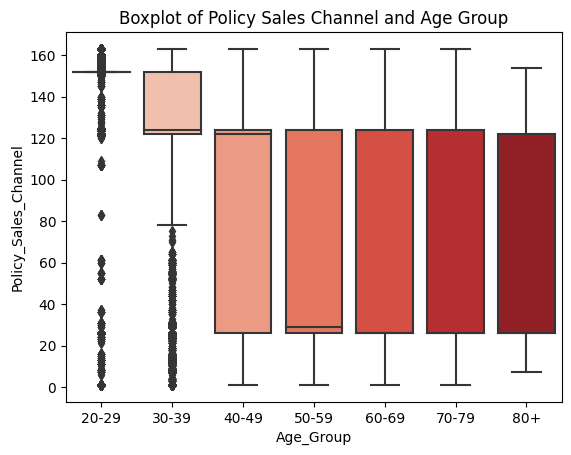 Boxplot of Policy Sales Channel and Age Group
Policy_Sales_Channel
160
140
120
100
80
60
40
20
0
20-29 30-39 40-49 50-59 60-69 70-79 80+
Age_Group